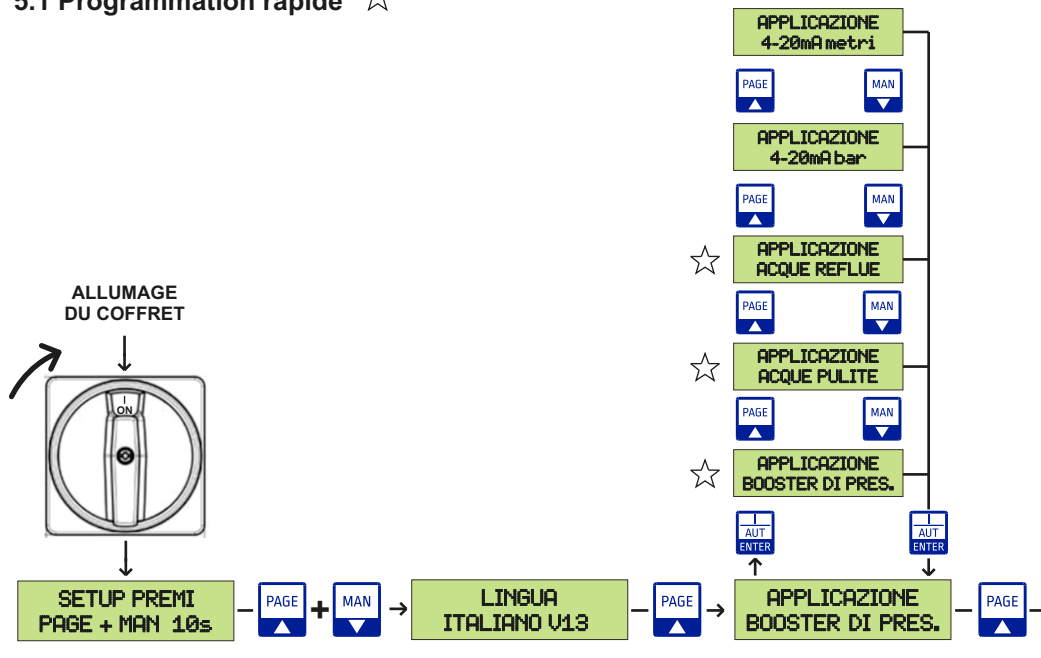 5.1 Programmation rapide
APPLICAZIONE
4-20mA metri
PAGE
MAN
APPLICAZIONE
4-20mA bar
PAGE
MAN
APPLICAZIONE
ACQUE REFLUE
PAGE
MAN
APPLICAZIONE
ACQUE PULITE
PAGE
MAN
APPLICAZIONE
BOOSTER DI PRES.
I
AUT
ENTER
I
AUT
ENTER
ALLUMAGE
DU COFFRET
I
ON
SETUP PREMI
PAGE + MAN 10s
PAGE
+
MAN
LINGUA
ITALIANO V13
PAGE
APPLICAZIONE
BOOSTER DI PRES.
PAGE